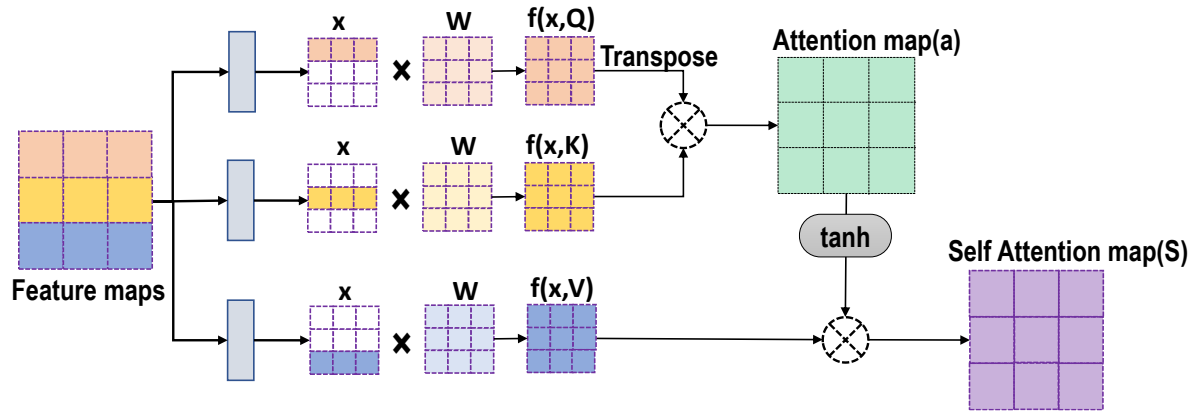 x
W
f(x,Q)
Transpose
×
Attention map(a)
x
W
f(x,K)
×
tanh
Feature maps
Self Attention map(S)
x
W
f(x,V)
×